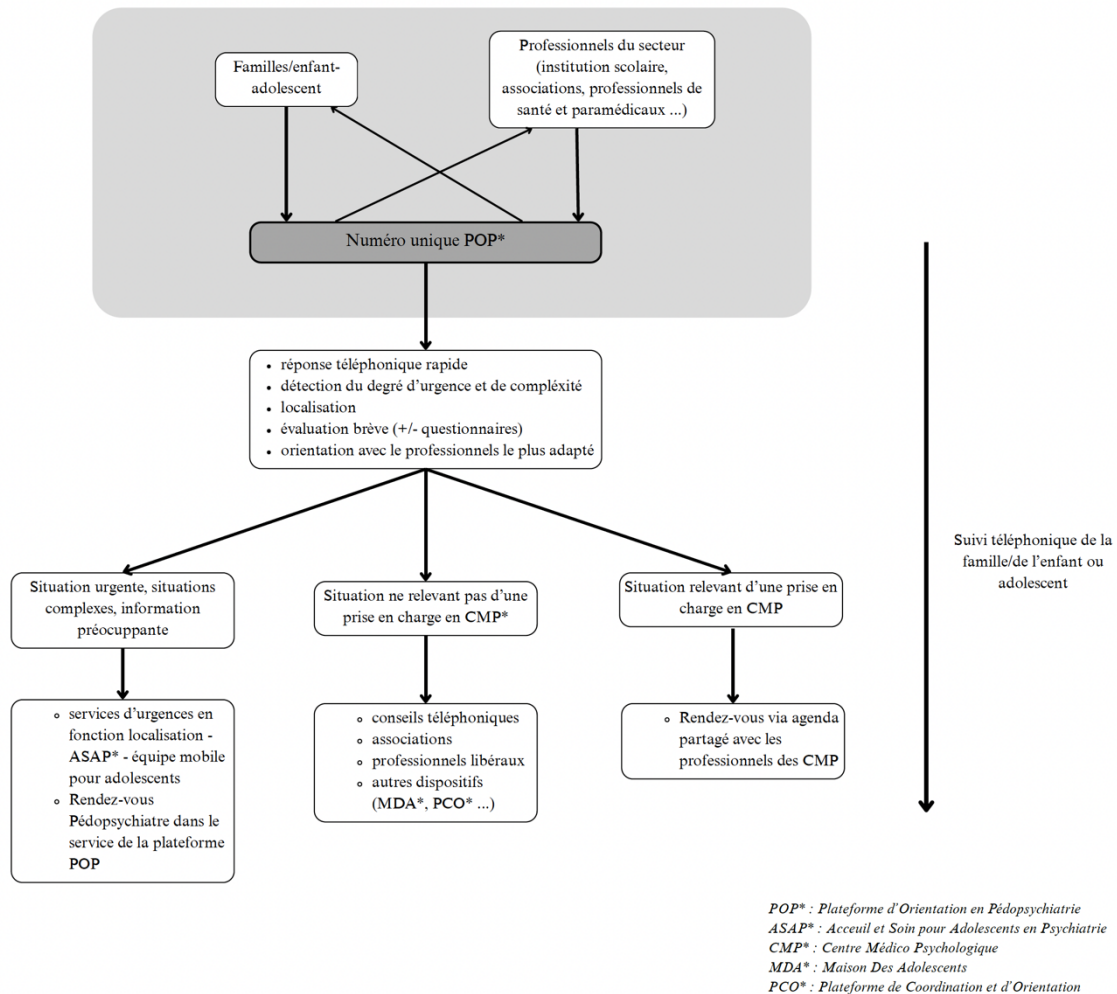 Familles/enfant-
adolescent
Professionnels du secteur
(institution scolaire,
associations, professionnels de
santé et paramédicaux ...)
Numéro unique POP*
• réponse téléphonique rapide
• détection du degré d'urgence et de compléxité
• localisation
• évaluation brève (+/- questionnaires)
• orientation avec le professionnels le plus adapté
Suivi téléphonique de la
famille/de l'enfant ou
adolescent
Situation urgente, situations
complexes, information
préocuppante
Situation ne relevant pas d'une
prise en charge en CMP*
Situation relevant d'une prise en
charge en CMP
◦ services d'urgences en
fonction localisation -
ASAP* - équipe mobile
pour adolescents
◦ Rendez-vous
Pédopsychiatre dans le
service de la plateforme
POP
◦ conseils téléphoniques
◦ associations
◦ professionnels libéraux
◦ autres dispositifs
(MDA*, PCO* ...)
◦ Rendez-vous via agenda
partagé avec les
professionnels des CMP
POP* : Plateforme d'Orientation en Pédopsychiatrie
ASAP* : Acceuil et Soin pour Adolescents en Psychiatrie
CMP* : Centre Médico Psychologique
MDA* : Maison Des Adolescents
PCO* : Plateforme de Coordination et d'Orientation